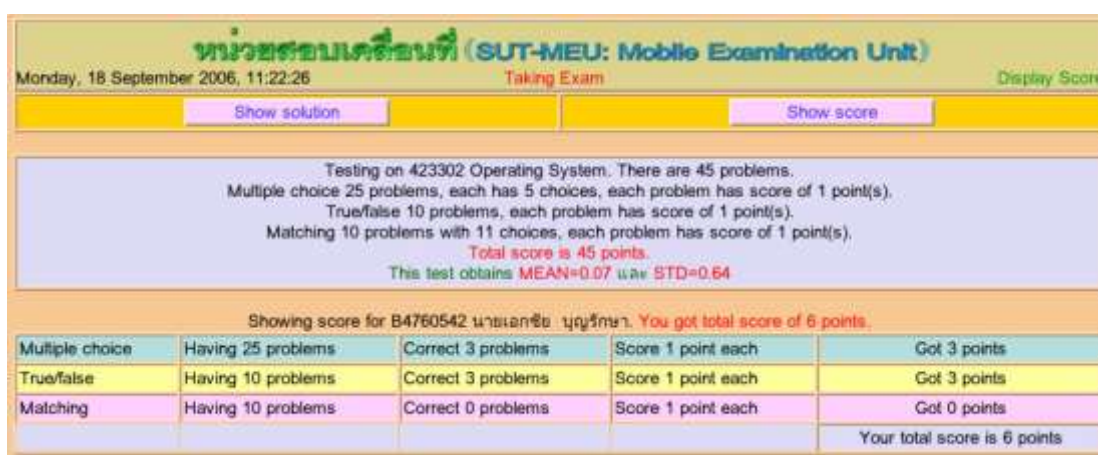 หน่วยสอบเคลื่อนที่ (SUT-MEU: Mobile Examination Unit)
Monday, 18 September 2006, 11:22:26 Taking Exam Display Score
Show solution Show score
Testing on 423302 Operating System. There are 45 problems.
Multiple choice 25 problems, each has 5 choices, each problem has score of 1 point(s).
True/false 10 problems, each problem has score of 1 point(s).
Matching 10 problems with 11 choices, each problem has score of 1 point(s).
Total score is 45 points.
This test obtains MEAN=0.07 และ STD=0.64
Showing score for B4760542 นายเอกชัย บุญรักษา. You got total score of 6 points.
Multiple choice Having 25 problems Correct 3 problems Score 1 point each Got 3 points
True/false Having 10 problems Correct 3 problems Score 1 point each Got 3 points
Matching Having 10 problems Correct 0 problems Score 1 point each Got 0 points
Your total score is 6 points